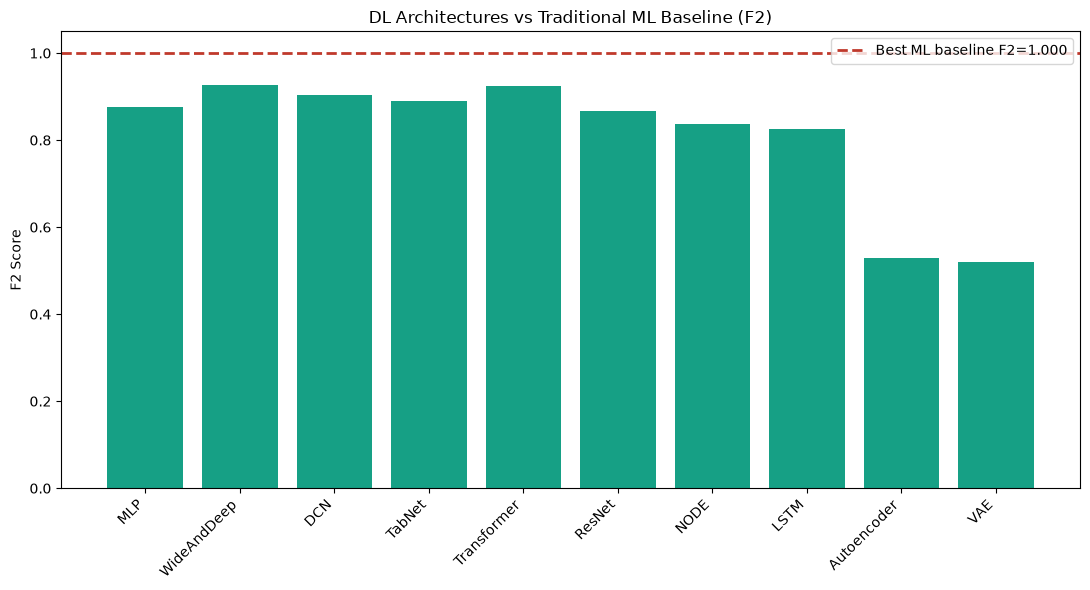 DL Architectures vs Traditional ML Baseline (F2)
Best ML baseline F2=1.000
F2 Score
1.0
0.8
0.6
0.4
0.2
0.0
MLP
WideAndDeep
DCN
TabNet
Transformer
ResNet
NODE
LSTM
Autoencoder
VAE